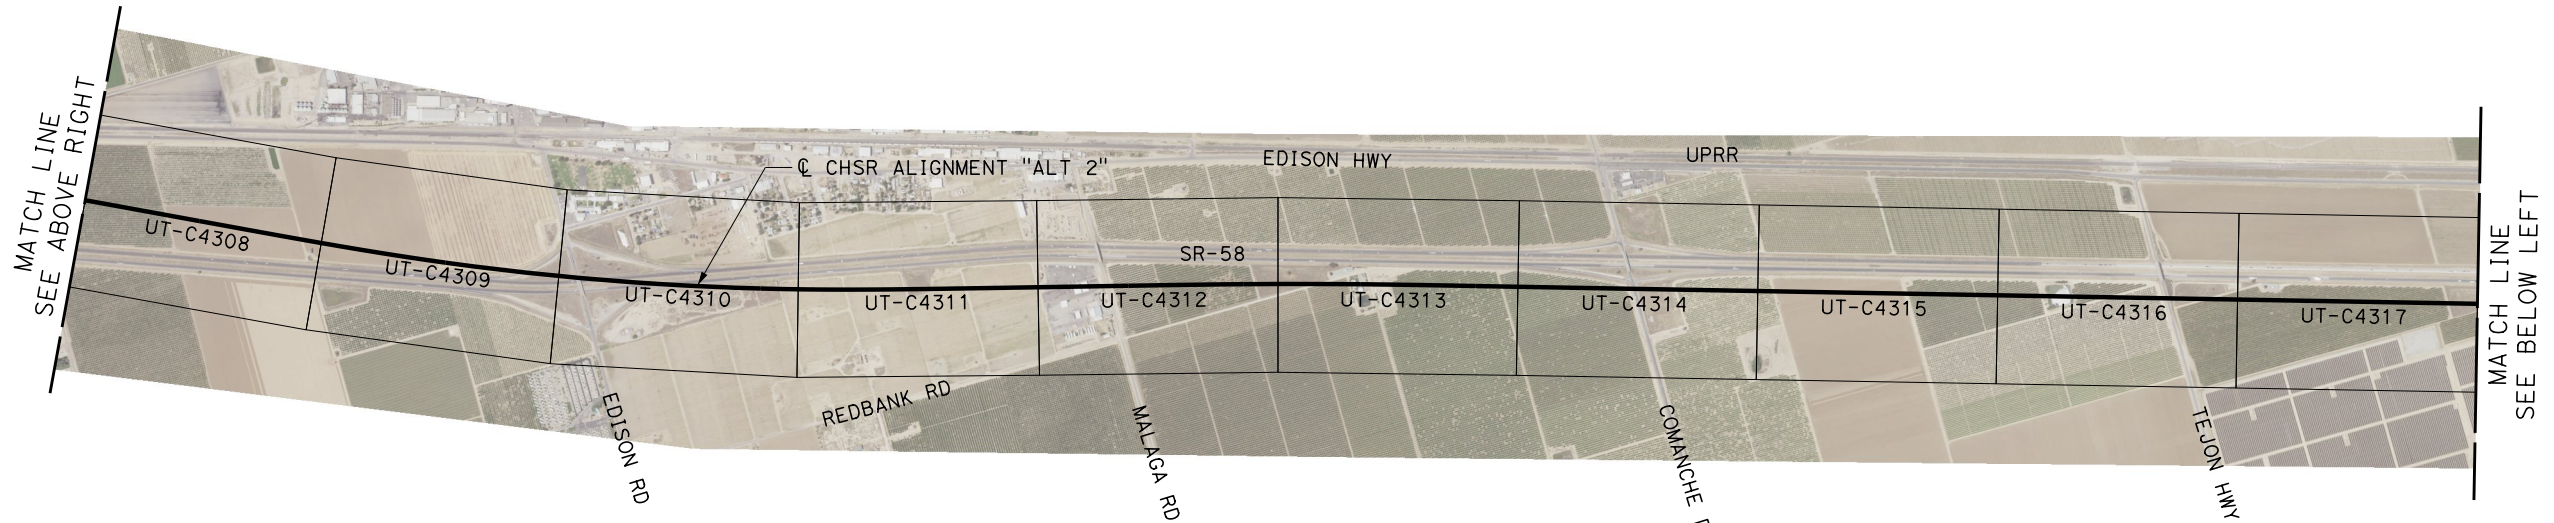 MATCH LINE
SEE ABOVE RIGHT
℄ CHSR ALIGNMENT "ALT 2"
EDISON HWY
UPRR
SR-58
UT-C4308
UT-C4309
UT-C4310
UT-C4311
UT-C4312
UT-C4313
UT-C4314
UT-C4315
UT-C4316
UT-C4317
EDISON RD
REDBANK RD
MALAGA RD
COMANCHE
TEJON HWY
MATCH LINE
SEE BELOW LEFT